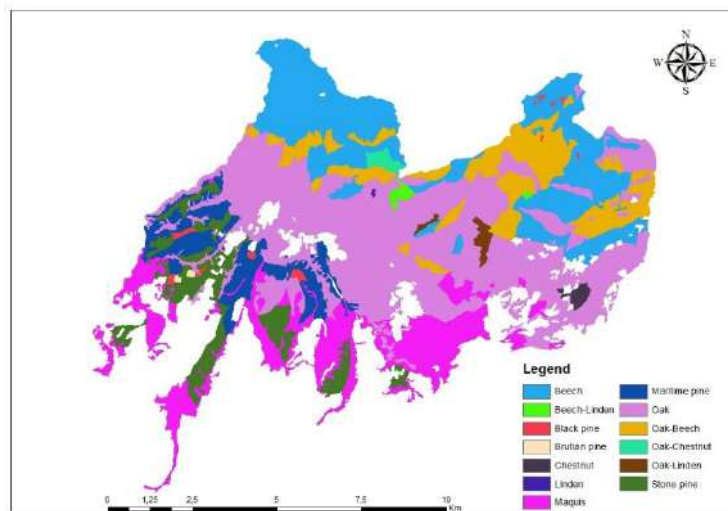 N
W E
S
Legend
Beech
Beech-Linden
Black pine
Brutian pine
Chestnut
Linden
Maquis
Maritime pine
Oak
Oak-Beech
Oak-Chestnut
Oak-Linden
Stone pine
0 1,25 2,5 5 7,5 10
Km